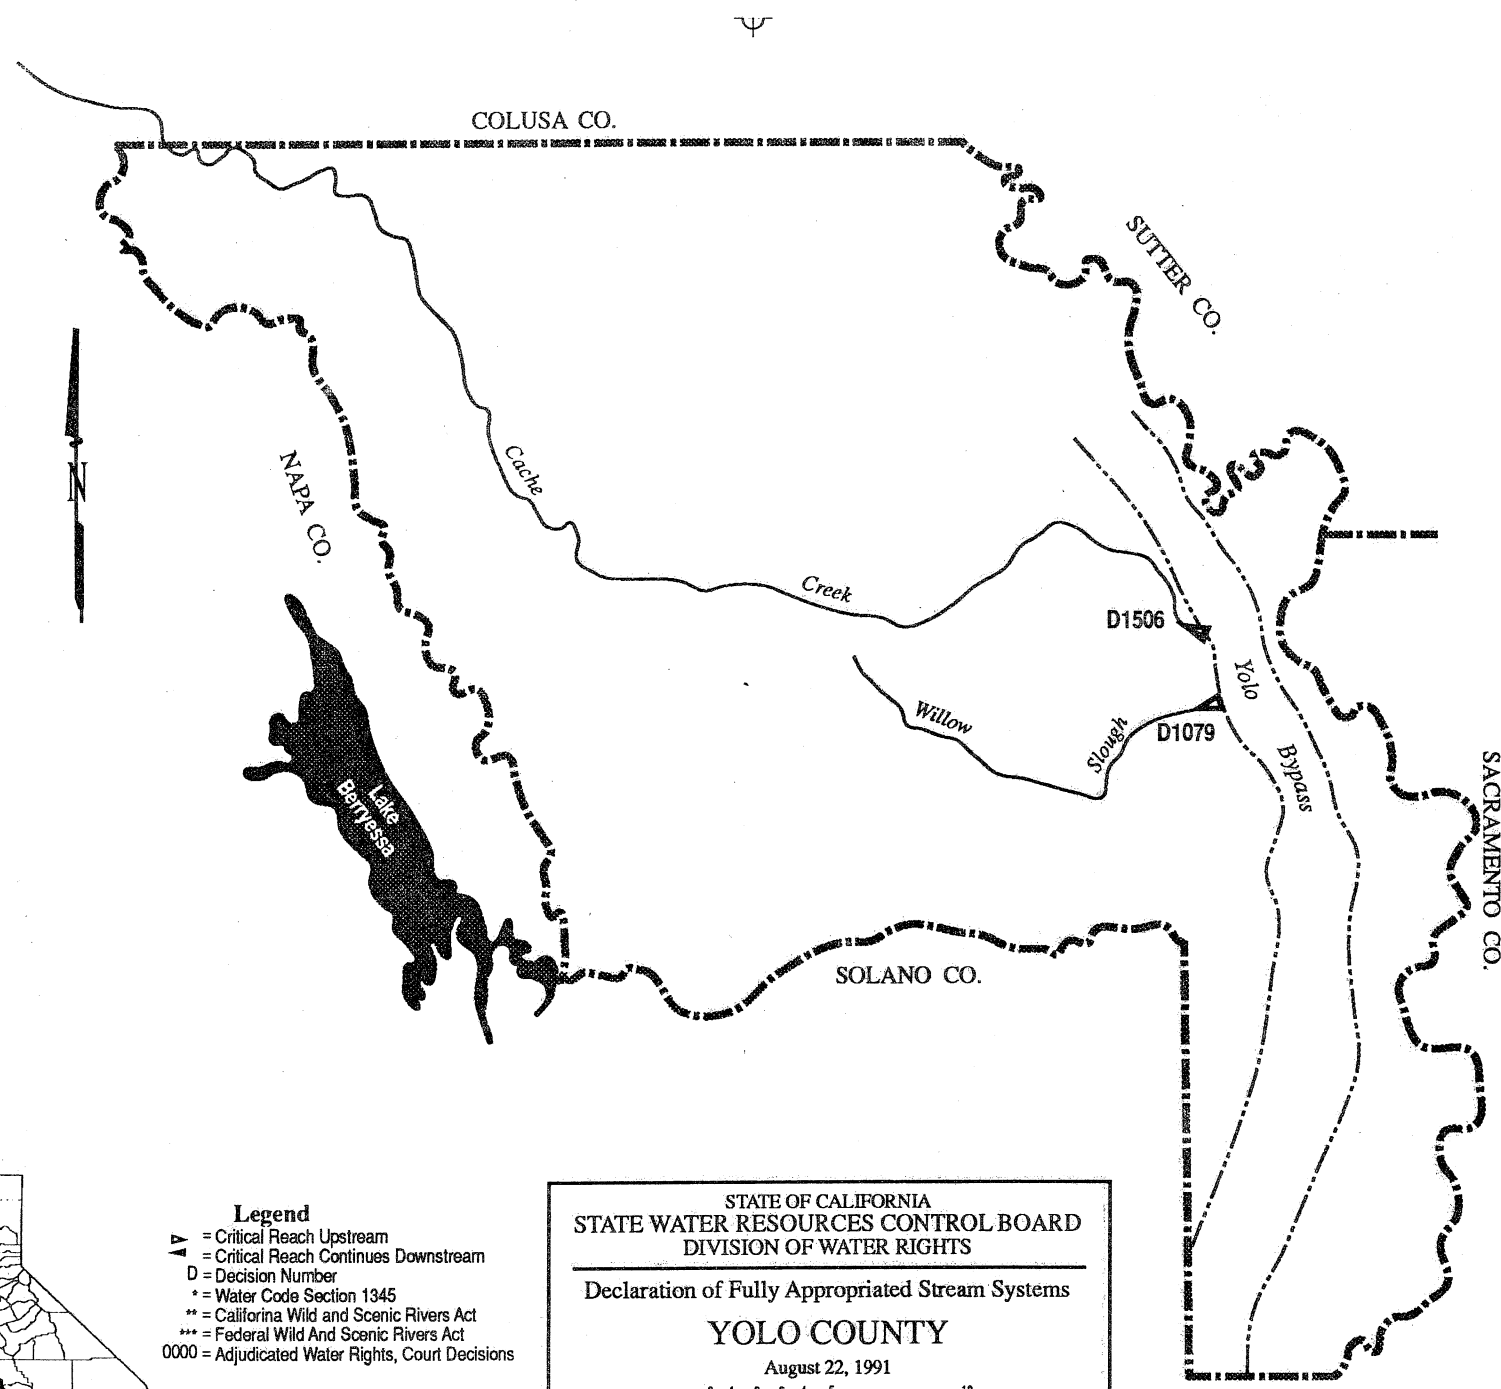 COLUSA CO.
SUTTER CO.
NAPA CO.
N
Cache
Creek
D1506
Yolo
Willow
Slough
D1079
Bypass
Lake
Berryessa
SACRAMENTO CO.
SOLANO CO.
Legend
= Critical Reach Upstream
= Critical Reach Continues Downstream
D = Decision Number
* = Water Code Section 1345
** = Califorina Wild and Scenic Rivers Act
*** = Federal Wild And Scenic Rivers Act
0000 = Adjudicated Water Rights, Court Decisions
STATE OF CALIFORNIA
STATE WATER RESOURCES CONTROL BOARD
DIVISION OF WATER RIGHTS
Declaration of Fully Appropriated Stream Systems
YOLO COUNTY
August 22, 1991